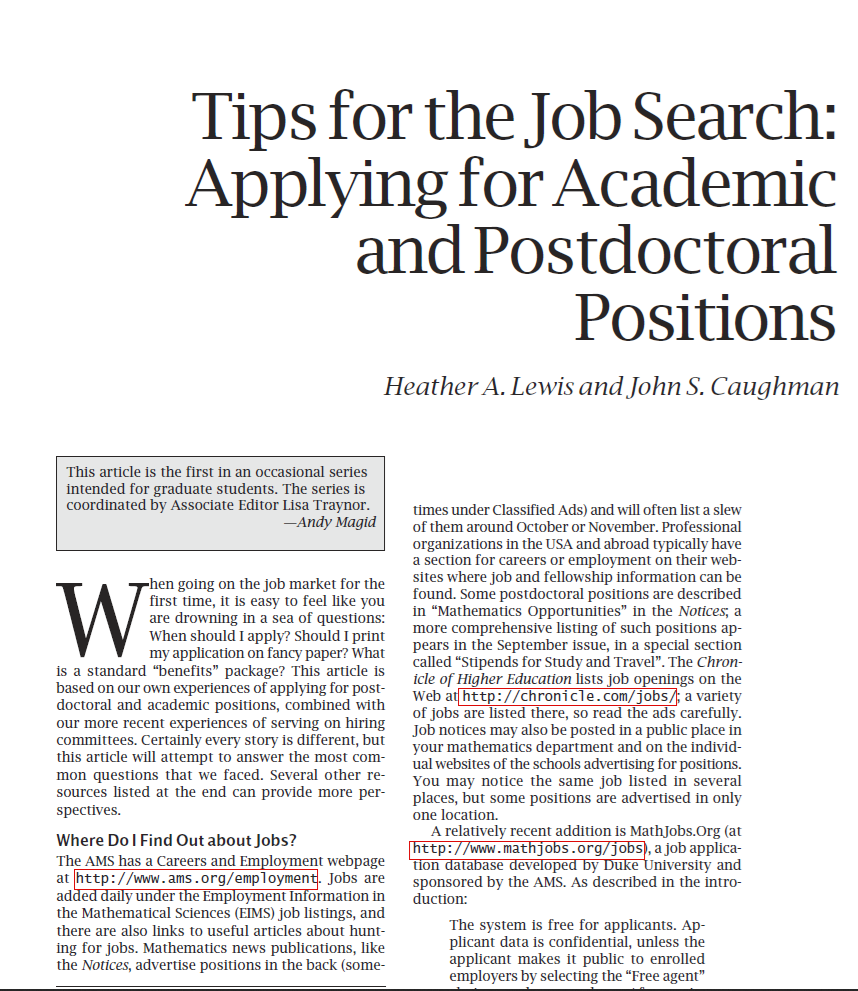 Tips for the Job Search:
Applying for Academic
and Postdoctoral
Positions
Heather A. Lewis and John S. Caughman
This article is the first in an occasional series
intended for graduate students. The series is
coordinated by Associate Editor Lisa Traynor.
—Andy Magid
When going on the job market for the
first time, it is easy to feel like you
are drowning in a sea of questions:
When should I apply? Should I print
my application on fancy paper? What
is a standard “benefits” package? This article is
based on our own experiences of applying for post-
doctoral and academic positions, combined with
our more recent experiences of serving on hiring
committees. Certainly every story is different, but
this article will attempt to answer the most com-
mon questions that we faced. Several other re-
sources listed at the end can provide more per-
spectives.
Where Do I Find Out about Jobs?
The AMS has a Careers and Employment webpage
at http://www.ams.org/employment. Jobs are
added daily under the Employment Information in
the Mathematical Sciences (EIMS) job listings, and
there are also links to useful articles about hunt-
ing for jobs. Mathematics news publications, like
the Notices, advertise positions in the back (some-
times under Classified Ads) and will often list a slew
of them around October or November. Professional
organizations in the USA and abroad typically have
a section for careers or employment on their web-
sites where job and fellowship information can be
found. Some postdoctoral positions are described
in “Mathematics Opportunities” in the Notices; a
more comprehensive listing of such positions ap-
pears in the September issue, in a special section
called “Stipends for Study and Travel”. The Chron-
icle of Higher Education lists job openings on the
Web at http://chronicle.com/jobs/; a variety
of jobs are listed there, so read the ads carefully.
Job notices may also be posted in a public place in
your mathematics department and on the individ-
ual websites of the schools advertising for positions.
You may notice the same job listed in several
places, but some positions are advertised in only
one location.
A relatively recent addition is MathJobs.Org (at
http://www.mathjobs.org/jobs), a job applica-
tion database developed by Duke University and
sponsored by the AMS. As described in the intro-
duction:
The system is free for applicants. Ap-
plicant data is confidential, unless the
applicant makes it public to enrolled
employers by selecting the “Free agent”